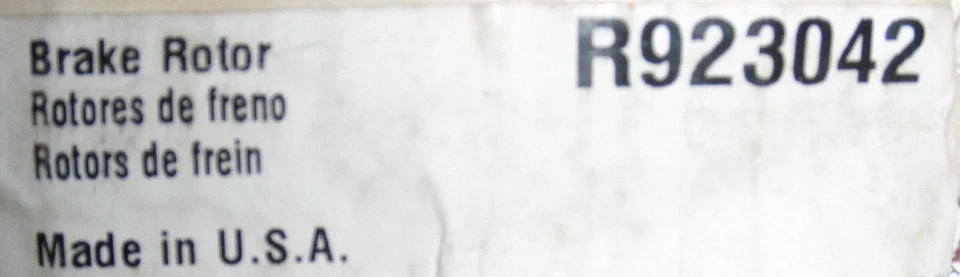 Brake Rotor R923042
Rotores de freno
Rotors de frein
Made in U.S.A.